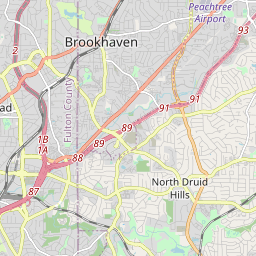 Peachtree
Airport
93
2
Brookhaven
91
91
ad
Fulton County
89
1B
1A
89
88
87
North Druid
Hills